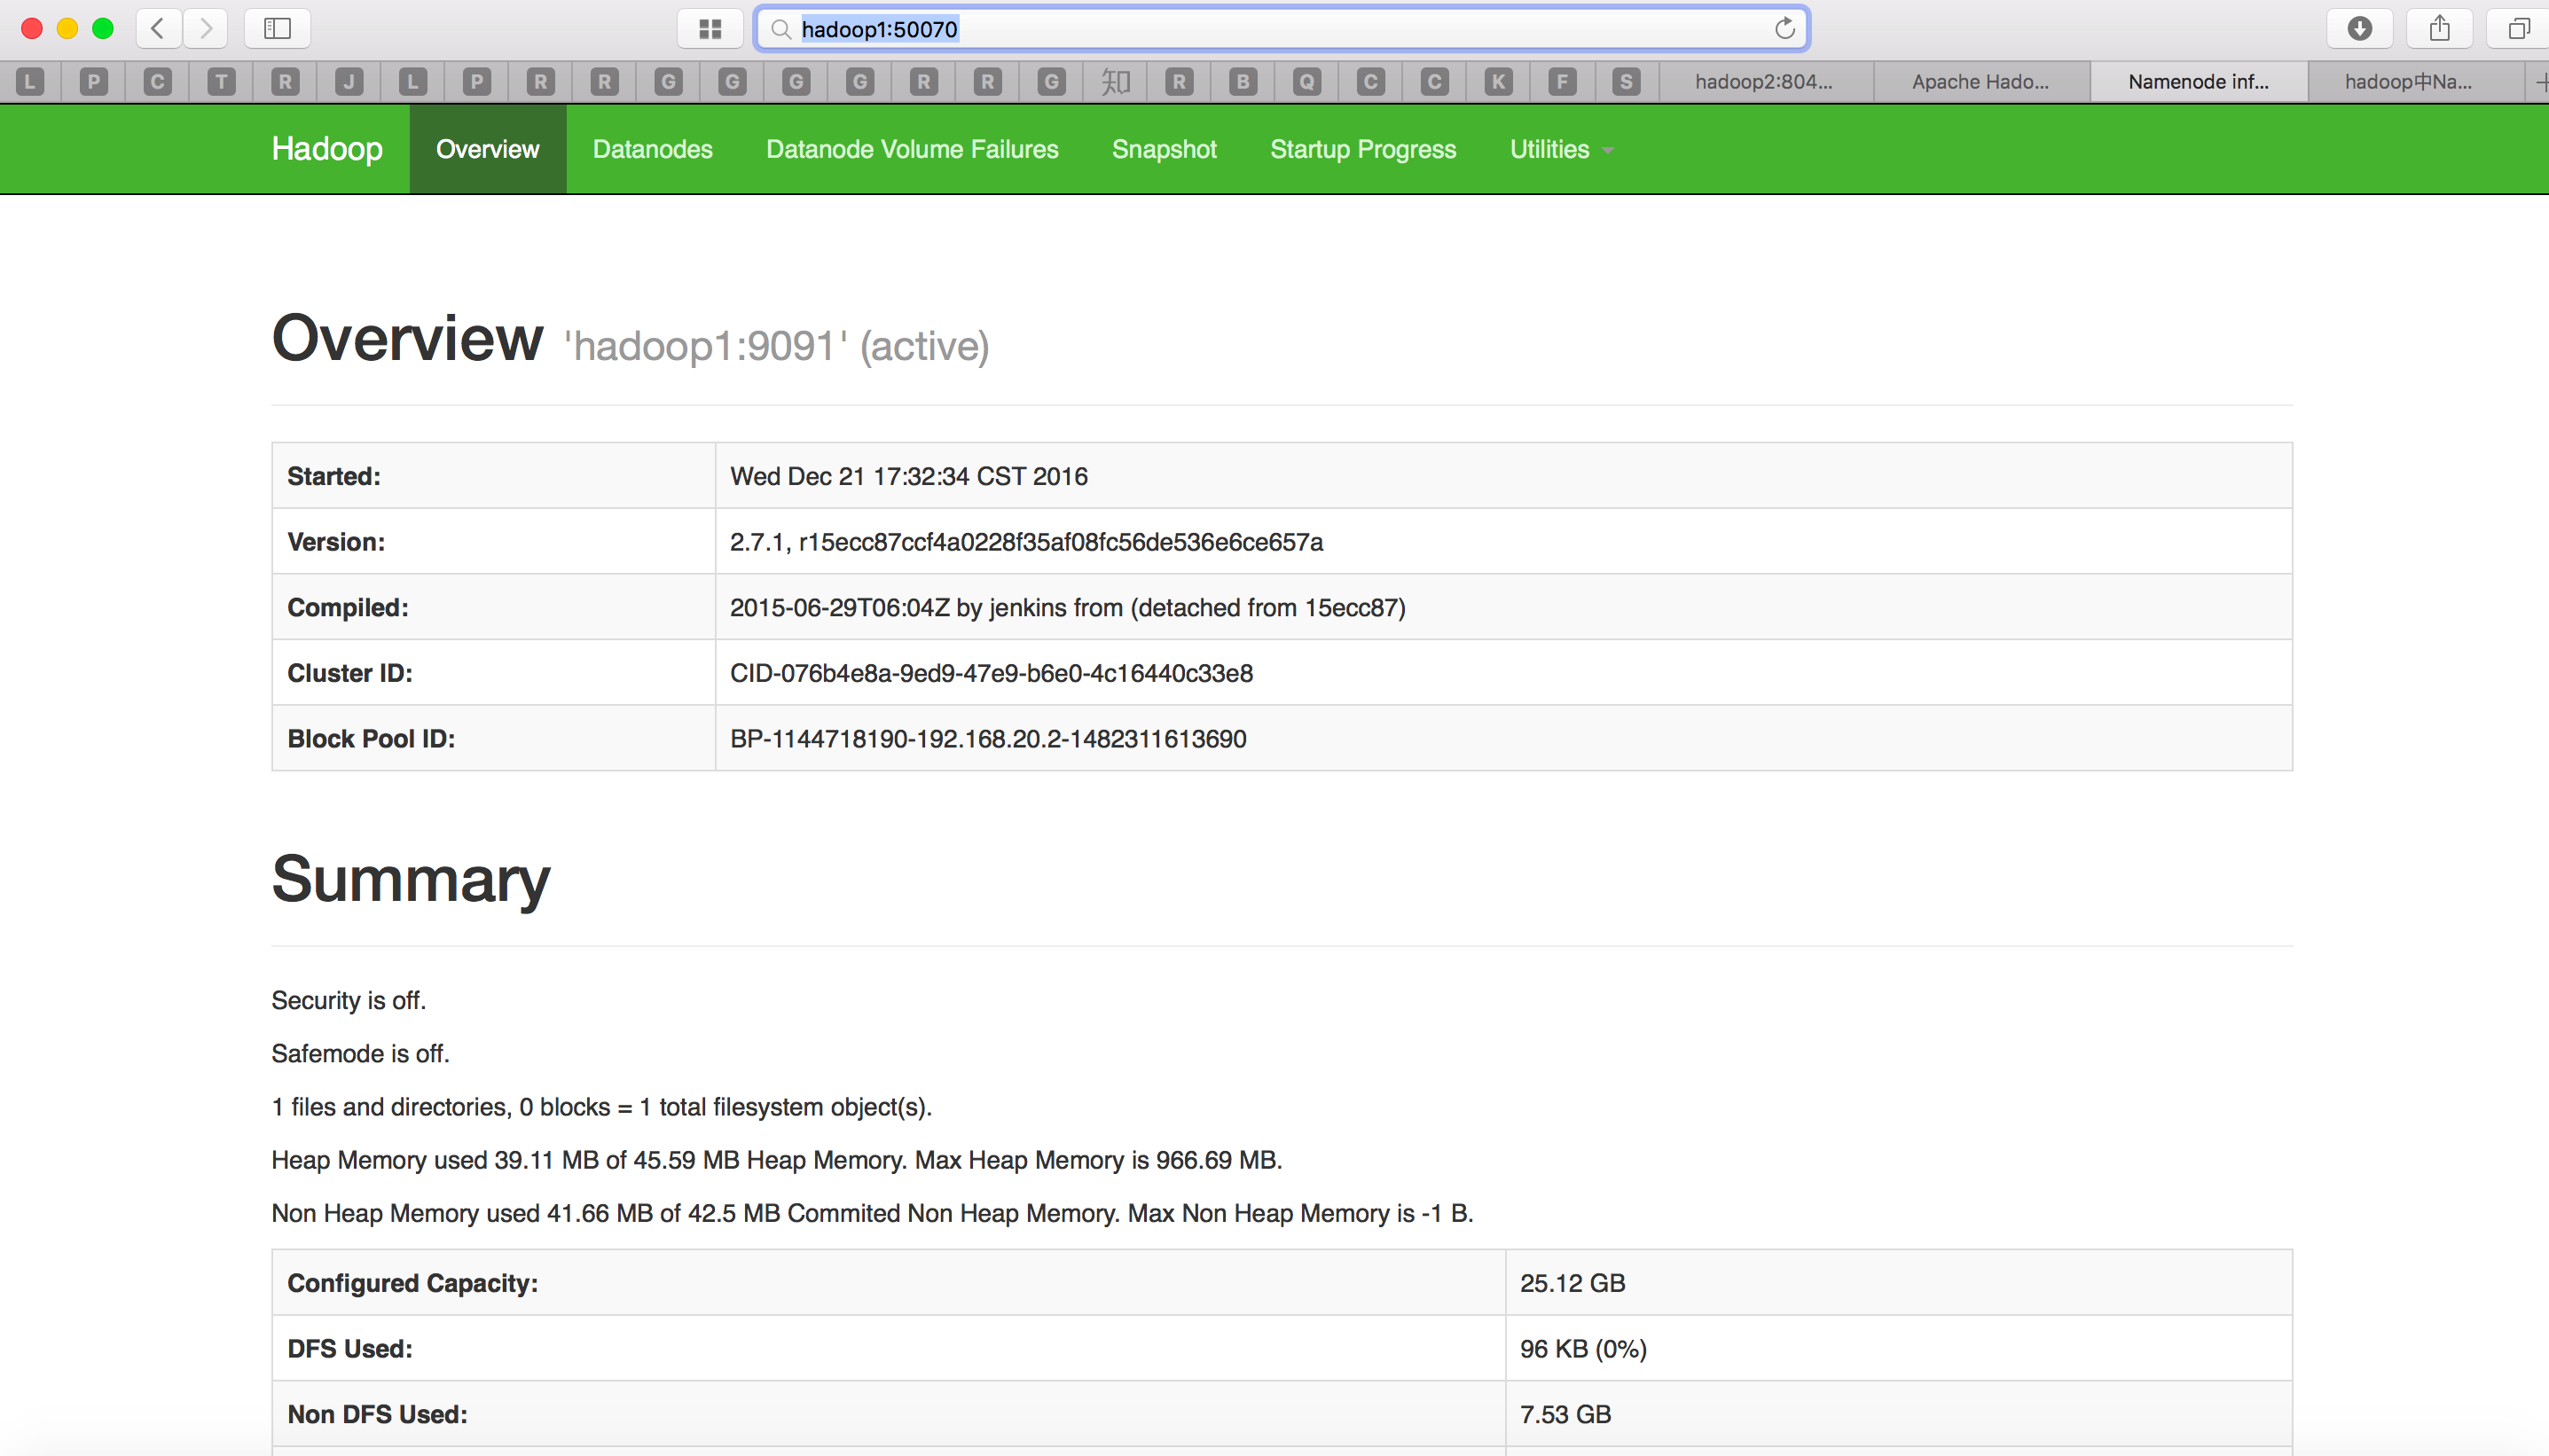 hadoop1:50070
L P C T R J L P R R G G G G R R G 知 R B Q C C K F S hadoop2:804... Apache Hado... Namenode inf... hadoop中Na...
Hadoop Overview Datanodes Datanode Volume Failures Snapshot Startup Progress Utilities
Overview 'hadoop1:9091' (active)
Started: Wed Dec 21 17:32:34 CST 2016
Version: 2.7.1, r15ecc87ccf4a0228f35af08fc56de536e6ce657a
Compiled: 2015-06-29T06:04Z by jenkins from (detached from 15ecc87)
Cluster ID: CID-076b4e8a-9ed9-47e9-b6e0-4c16440c33e8
Block Pool ID: BP-1144718190-192.168.20.2-1482311613690
Summary
Security is off.
Safemode is off.
1 files and directories, 0 blocks = 1 total filesystem object(s).
Heap Memory used 39.11 MB of 45.59 MB Heap Memory. Max Heap Memory is 966.69 MB.
Non Heap Memory used 41.66 MB of 42.5 MB Commited Non Heap Memory. Max Non Heap Memory is -1 B.
Configured Capacity: 25.12 GB
DFS Used: 96 KB (0%)
Non DFS Used: 7.53 GB